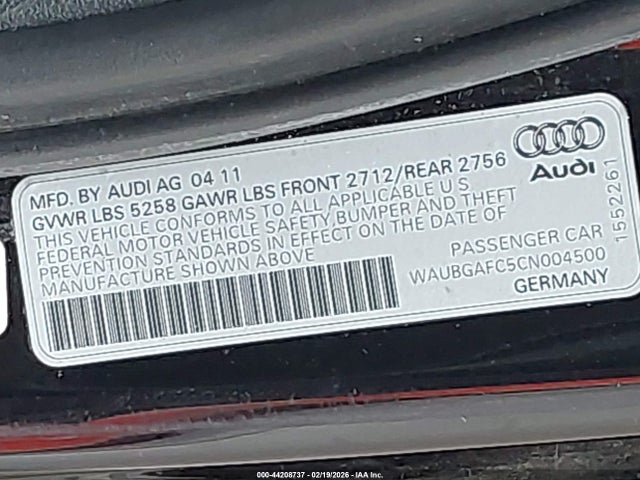 MFD. BY AUDI AG 04 11
GVWR LBS 5258 GAWR LBS FRONT 2712/REAR 2756
THIS VEHICLE CONFORMS TO ALL APPLICABLE U S
FEDERAL MOTOR VEHICLE SAFETY BUMPER AND THEFT
PREVENTION STANDARDS IN EFFECT ON THE DATE OF
MANUFACTURE SHOWN ABOVE
Audi
1552261
PASSENGER CAR
WAUBGAFC5CN004500
GERMANY
000-44208737 - 02/19/2026 - IAA Inc.